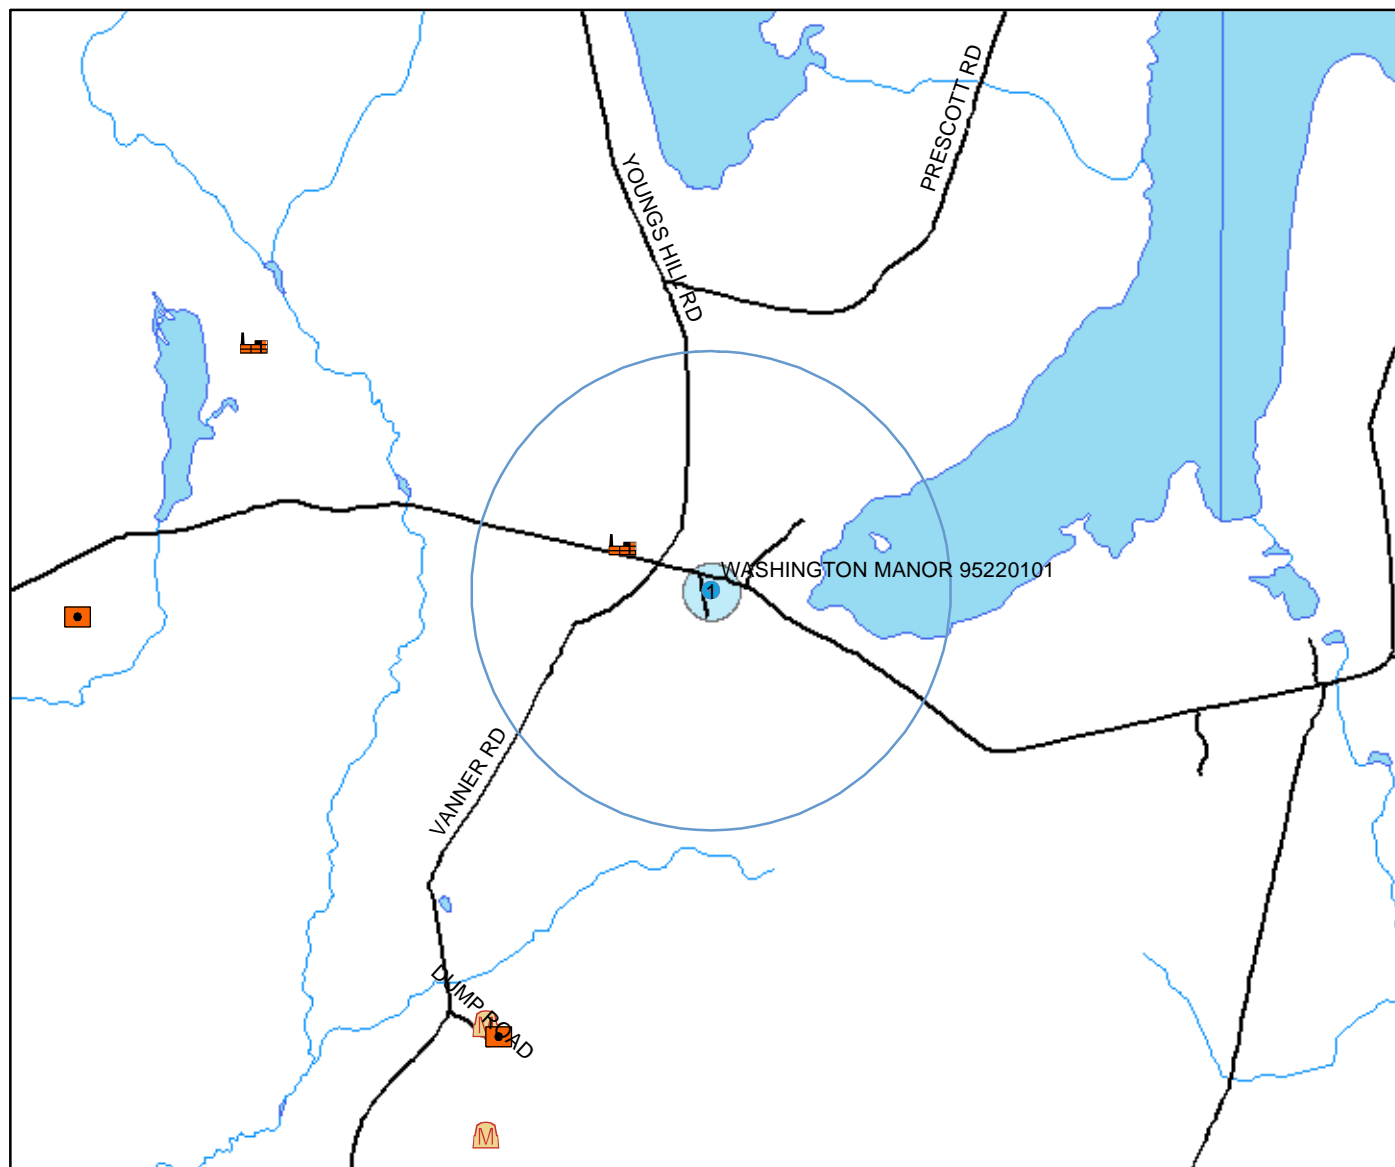 PRESCOTT RD
YOUNGS HILL RD
WASHINGTON MANOR 95220101
1
VANNER RD
DUMP ROAD
M
M